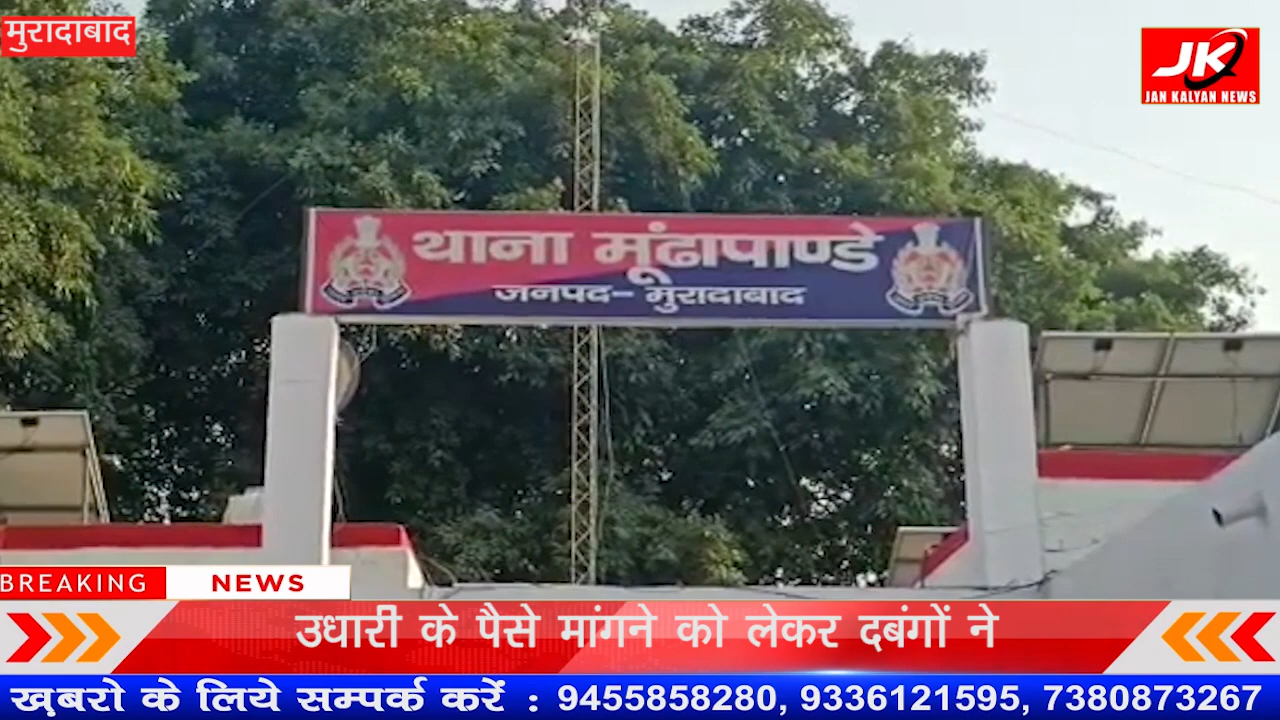 मुरादाबाद
JK
JAN KALYAN NEWS
थाना मूंढापाण्डे
जनपद- मुरादाबाद
BREAKING NEWS
उधारी के पैसे मांगने को लेकर दबंगों ने
ख़बरो के लिये सम्पर्क करें : 9455858280, 9336121595, 7380873267